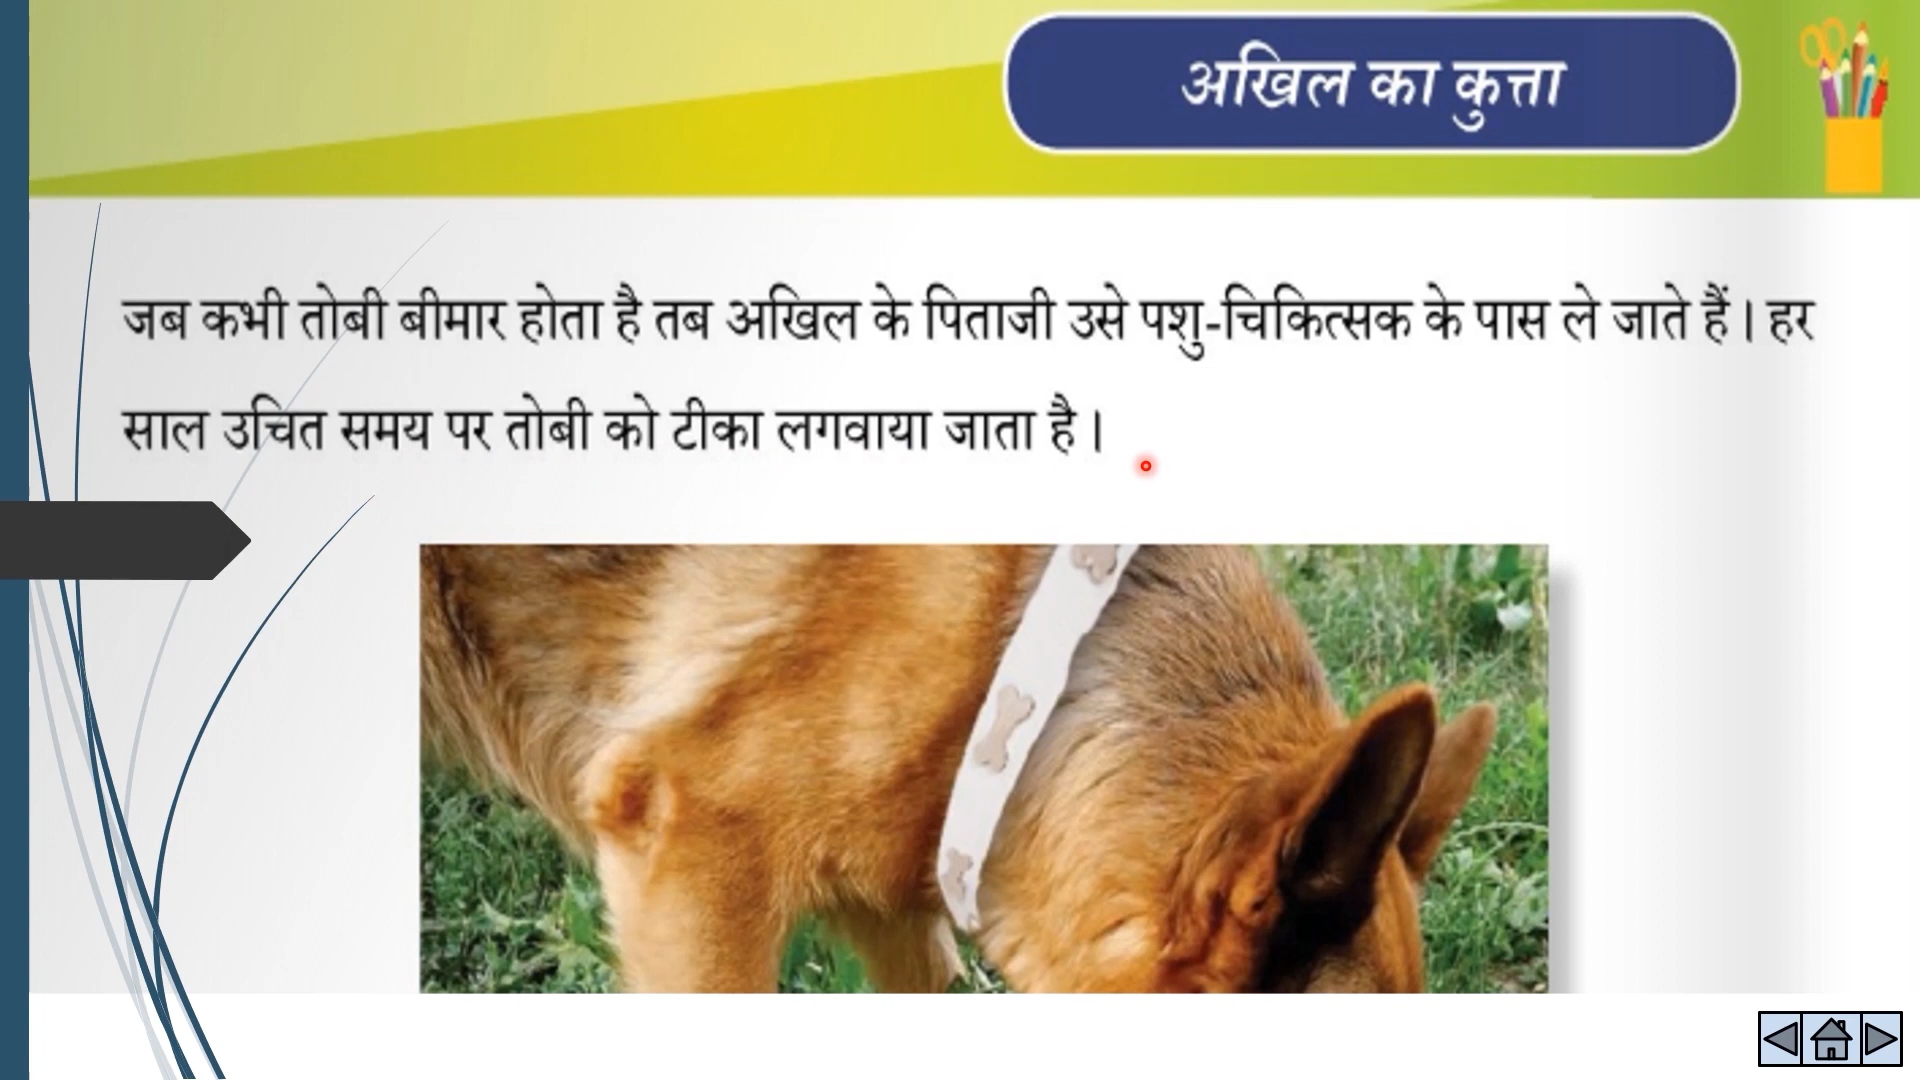 अखिल का कुत्ता
जब कभी तोबी बीमार होता है तब अखिल के पिताजी उसे पशु-चिकित्सक के पास ले जाते हैं। हर
साल उचित समय पर तोबी को टीका लगवाया जाता है।